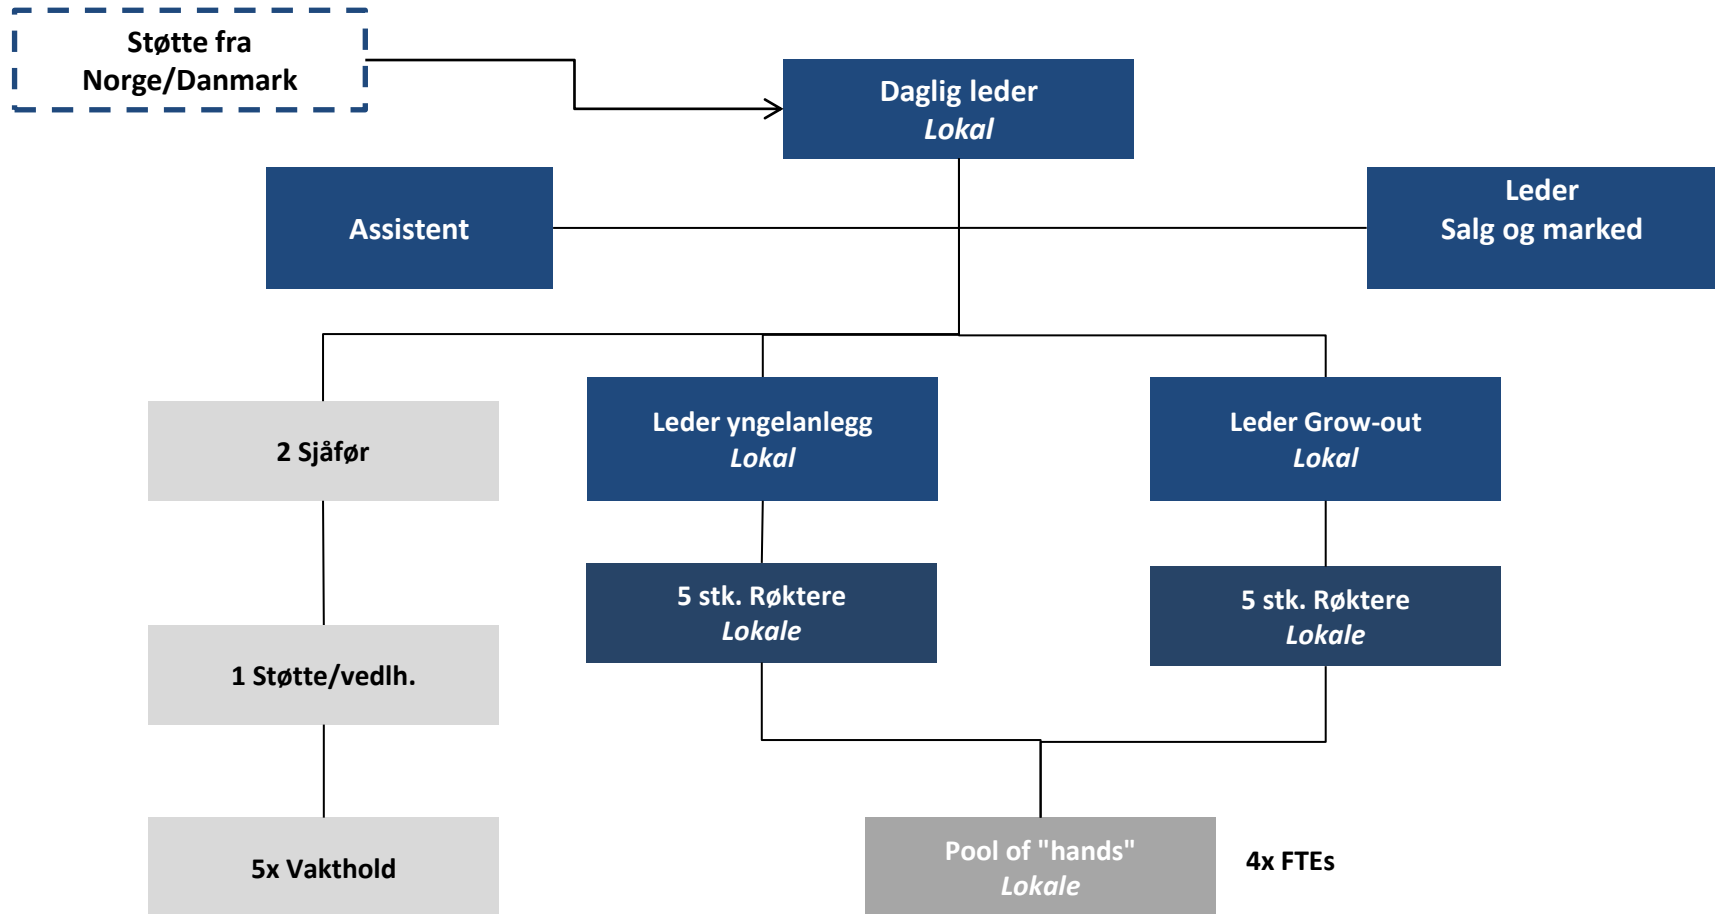 Støtte fra
Norge/Danmark
Daglig leder
Lokal
Assistent
Leder
Salg og marked
2 Sjåfør
Leder yngelanlegg
Lokal
Leder Grow-out
Lokal
5 stk. Røktere
Lokale
5 stk. Røktere
Lokale
1 Støtte/vedlh.
5x Vakthold
Pool of "hands"
Lokale
4x FTEs